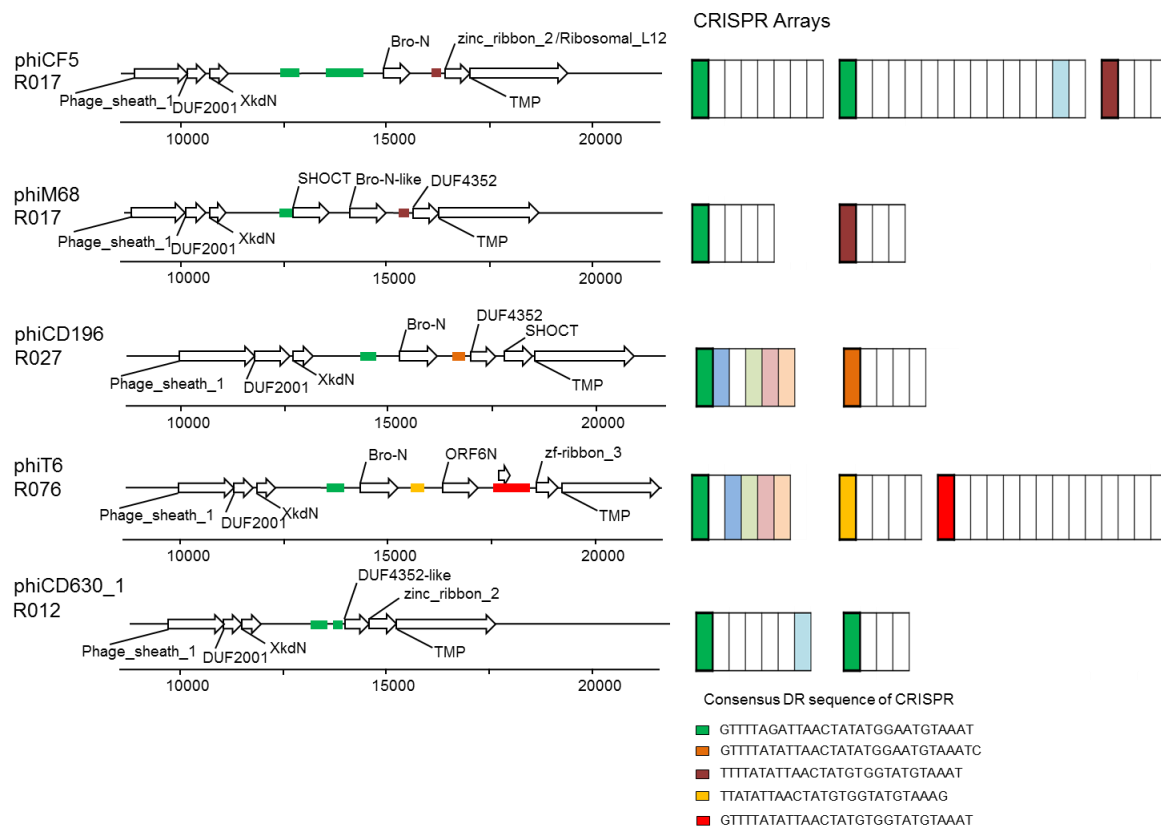 CRISPR Arrays
phiCF5
R017
Bro-N
zinc_ribbon_2 /Ribosomal_L12
Phage_sheath_1
DUF2001
XkdN
TMP
10000
15000
20000
phiM68
R017
SHOCT
Bro-N-like
DUF4352
Phage_sheath_1
DUF2001
XkdN
TMP
10000
15000
20000
phiCD196
R027
Bro-N
DUF4352
SHOCT
Phage_sheath_1
DUF2001
XkdN
TMP
10000
15000
20000
phiT6
R076
Bro-N
ORF6N
zf-ribbon_3
Phage_sheath_1
DUF2001
XkdN
TMP
10000
15000
20000
phiCD630_1
R012
DUF4352-like
zinc_ribbon_2
Phage_sheath_1
DUF2001
XkdN
TMP
10000
15000
20000
Consensus DR sequence of CRISPR
GTTTTAGATTAACTATATGGAATGTAAAT
GTTTTATATTAACTATATGGAATGTAAATC
TTTTATATTAACTATGTGGTATGTAAAT
TTATATTAACTATGTGGTATGTAAAG
GTTTTATATTAACTATGTGGTATGTAAAT